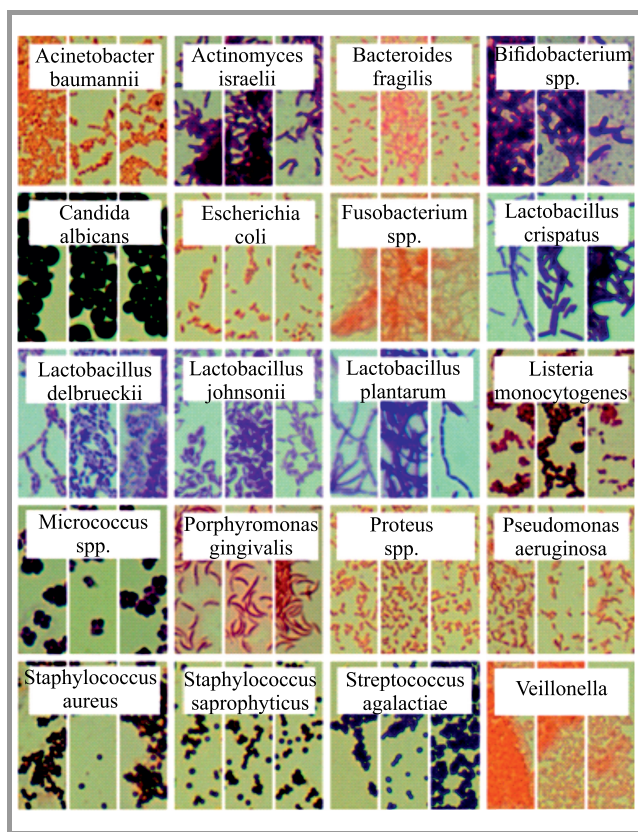 Acinetobacter
baumannii
Actinomyces
israelii
Bacteroides
fragilis
Bifidobacterium
spp.
Candida
albicans
Escherichia
coli
Fusobacterium
spp.
Lactobacillus
crispatus
Lactobacillus
delbrueckii
Lactobacillus
johnsonii
Lactobacillus
plantarum
Listeria
monocytogenes
Micrococcus
spp.
Porphyromonas
gingivalis
Proteus
spp.
Pseudomonas
aeruginosa
Staphylococcus
aureus
Staphylococcus
saprophyticus
Streptococcus
agalactiae
Veillonella